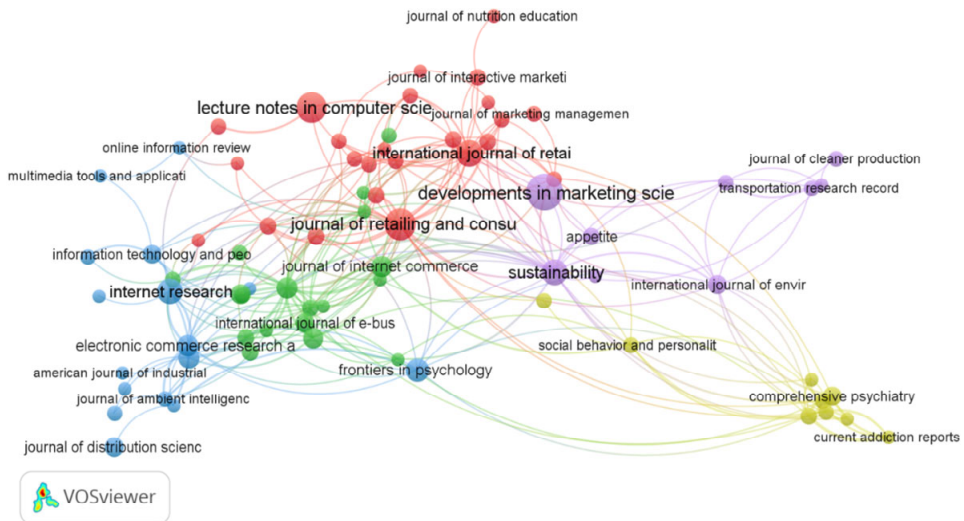 journal of nutrition education
journal of interactive marketi
lecture notes in computer scie
journal of marketing managemen
online information review
international journal of retai
journal of cleaner production
multimedia tools and applicati
developments in marketing scie
transportation research record
journal of retailing and consu
appetite
information technology and peo
journal of internet commerce
sustainability
international journal of envir
internet research
international journal of e-bus
electronic commerce research a
social behavior and personalit
american journal of industrial
frontiers in psychology
journal of ambient intelligenc
comprehensive psychiatry
current addiction reports
journal of distribution scienc
VOSviewer